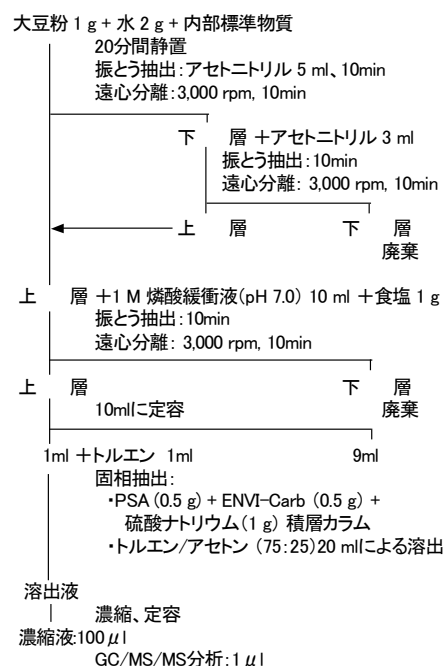 大豆粉 1 g + 水 2 g + 内部標準物質
20分間静置
振とう抽出：アセトニトリル 5 ml、10min
遠心分離：3,000 rpm, 10min
下 層 ＋アセトニトリル 3 ml
振とう抽出：10min
遠心分離： 3,000 rpm, 10min
上 層 下 層
廃棄
上 層 ＋1 M 燐酸緩衝液(pH 7.0) 10 ml ＋食塩 1 g
振とう抽出：10min
遠心分離： 3,000 rpm, 10min
上 層 下 層
10mlに定容 廃棄
1ml ＋トルエン 1ml 9ml
固相抽出：
・PSA (0.5 g) + ENVI-Carb (0.5 g) +
硫酸ナトリウム(1 g) 積層カラム
・トルエン/アセトン (75:25)20 mlによる溶出
溶出液
濃縮、定容
濃縮液:100μl
GC/MS/MS分析：1μl